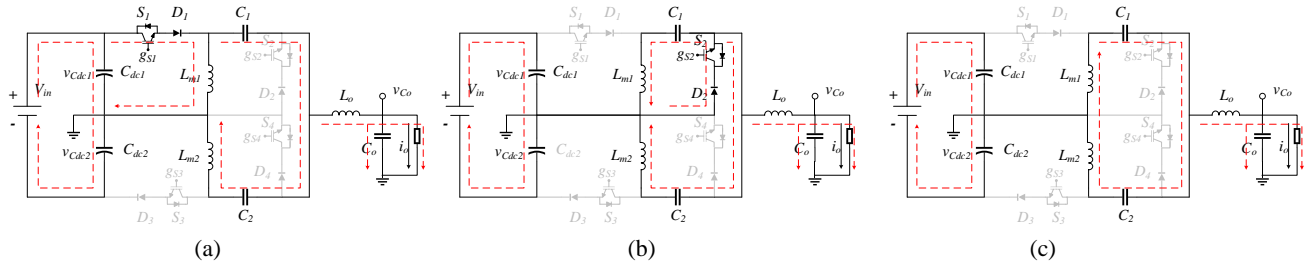 S1 D1 C1
S2
gS1
gS2
vCdc1 Cdc1 Lm1
Vin
+
-
D2
Lo
vCo
S4
gS4
vCdc2 Cdc2 Lm2
Co
io
gS3
D4
D3 S3 C2
(a)
S1 D1 C1
S2
gS1
gS2
vCdc1 Cdc1 Lm1
Vin
+
-
D2
Lo
vCo
S4
gS4
vCdc2 Cdc2 Lm2
Co
io
gS3
D4
D3 S3 C2
(b)
S1 D1 C1
S2
gS1
gS2
vCdc1 Cdc1 Lm1
Vin
+
-
D2
Lo
vCo
S4
gS4
vCdc2 Cdc2 Lm2
Co
io
gS3
D4
D3 S3 C2
(c)